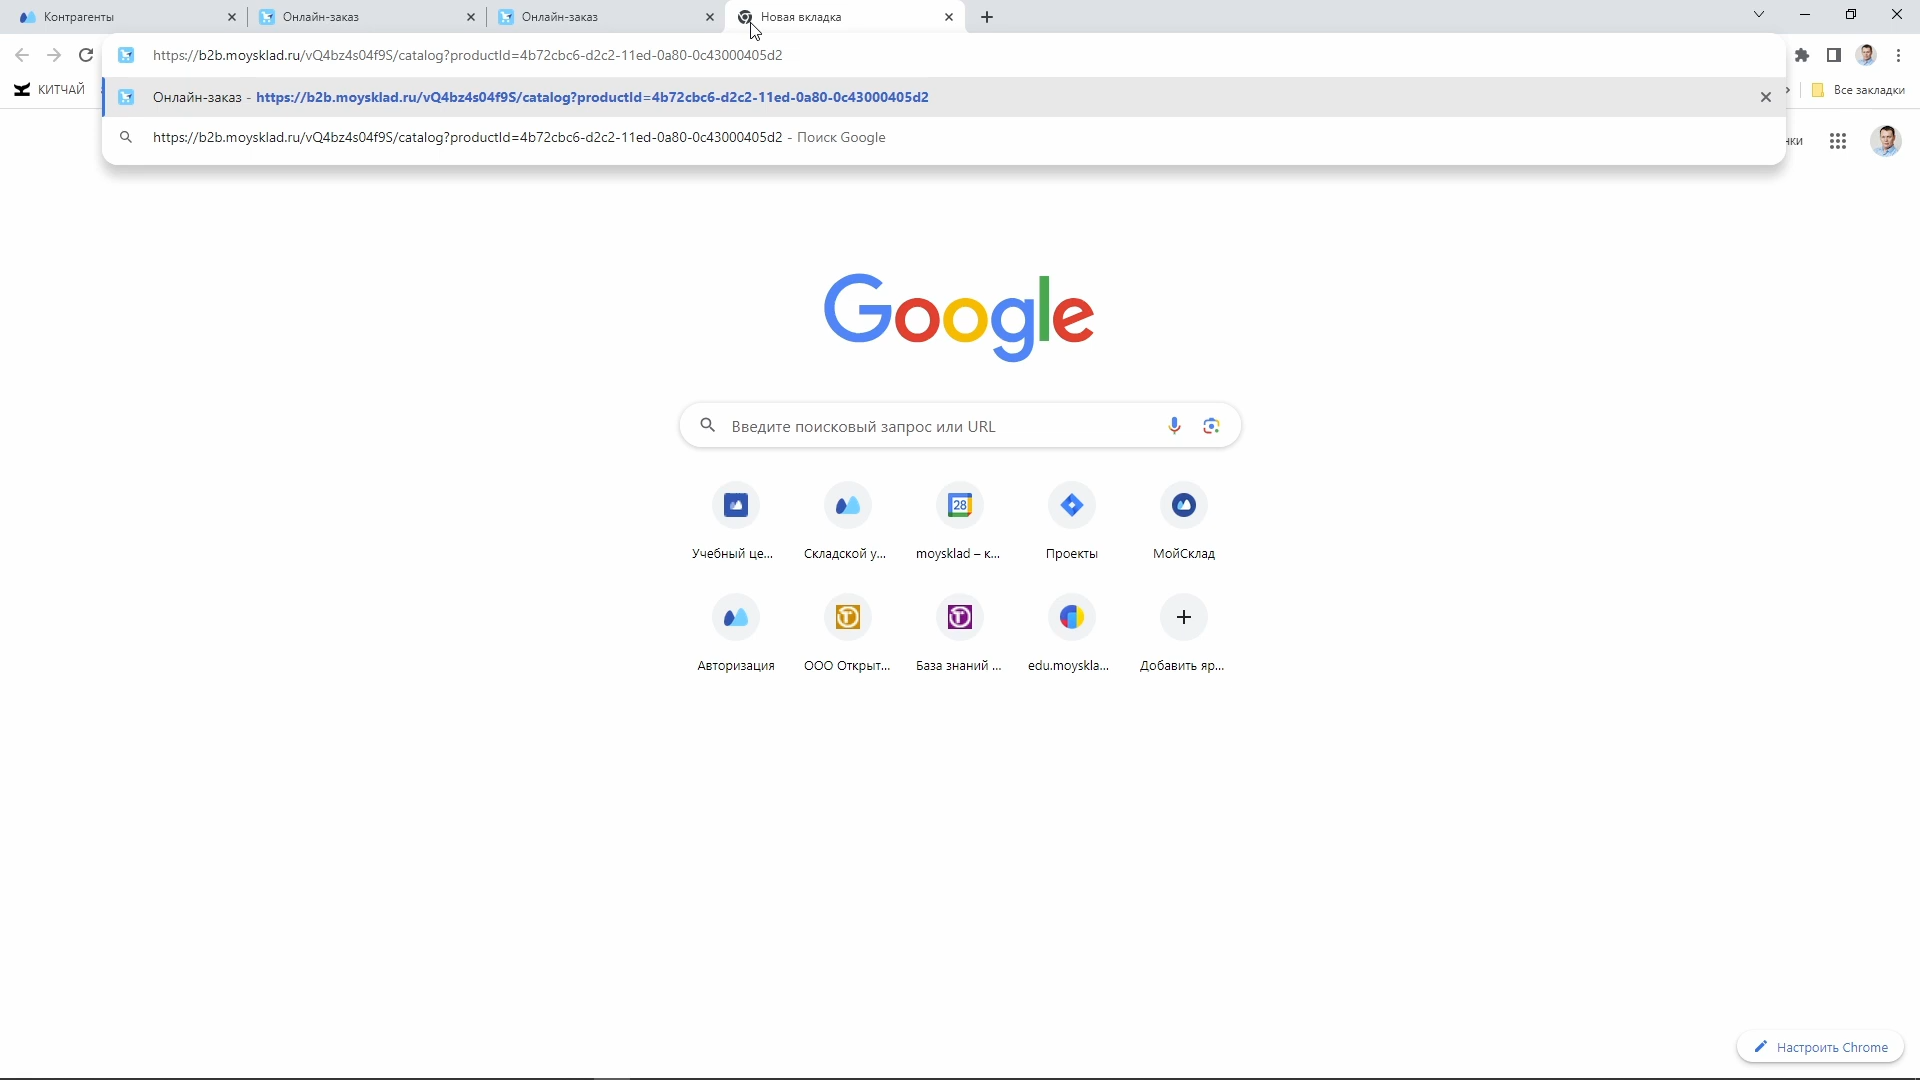 Контрагенты
Онлайн-заказ
Онлайн-заказ
Новая вкладка
https://b2b.moysklad.ru/vQ4bz4s04f9S/catalog?productId=4b72cbc6-d2c2-11ed-0a80-0c43000405d2
КИТЧАЙ
Онлайн-заказ - https://b2b.moysklad.ru/vQ4bz4s04f9S/catalog?productId=4b72cbc6-d2c2-11ed-0a80-0c43000405d2
Все закладки
https://b2b.moysklad.ru/vQ4bz4s04f9S/catalog?productId=4b72cbc6-d2c2-11ed-0a80-0c43000405d2 - Поиск Google
Google
Введите поисковый запрос или URL
28
Учебный це...
Складской у...
moysklad – к...
Проекты
МойСклад
Авторизация
ООО Открыт...
База знаний ...
edu.moyskla...
Добавить яр...
Настроить Chrome